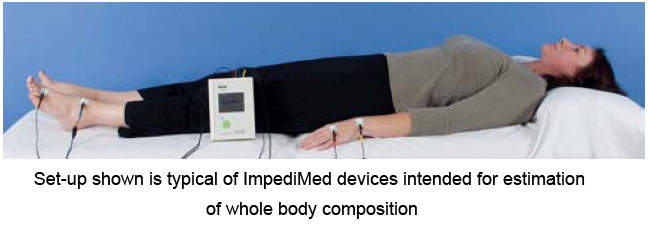 Set-up shown is typical of ImpediMed devices intended for estimation
of whole body composition